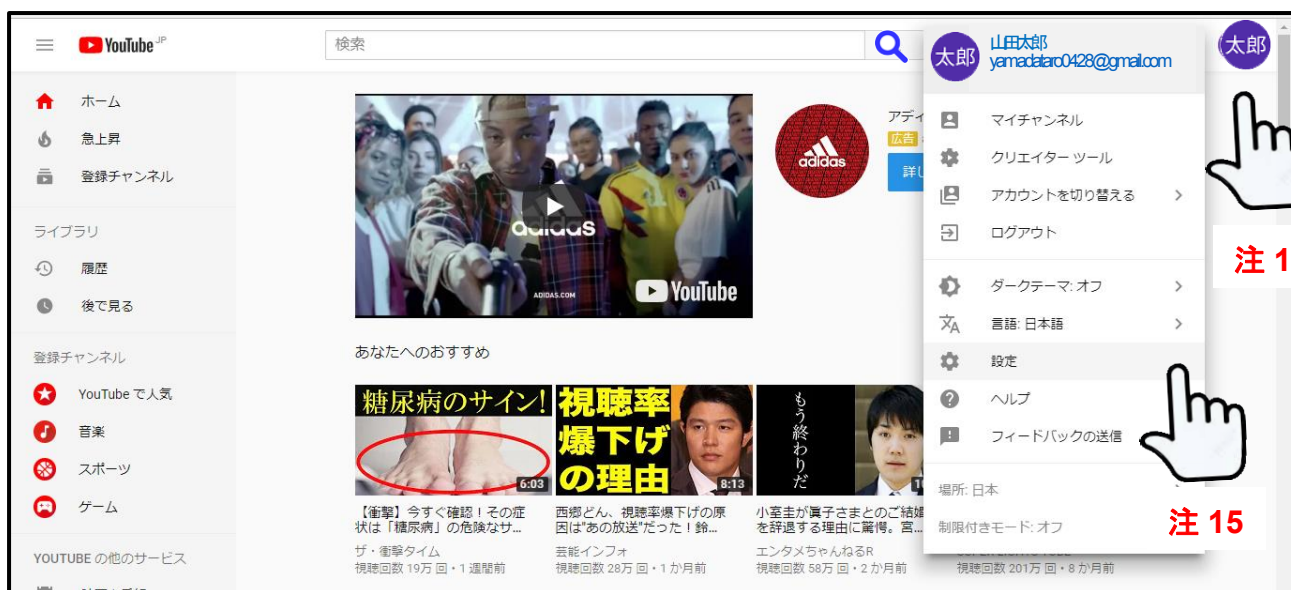 YouTube JP
検索
太郎
山田太郎
yamadataro0428@gmail.com
太郎
ホーム
急上昇
登録チャンネル
ライブラリ
履歴
後で見る
登録チャンネル
YouTube で人気
音楽
スポーツ
ゲーム
YOUTUBE の他のサービス
adidas
ADIDAS.COM
YouTube
adidas
アディ
広告
詳し
マイチャンネル
クリエイター ツール
アカウントを切り替える
ログアウト
ダークテーマ: オフ
言語: 日本語
設定
ヘルプ
フィードバックの送信
場所: 日本
制限付きモード: オフ
注 1
注 15
あなたへのおすすめ
糖尿病のサイン!
6:03
【衝撃】今すぐ確認！その症
状は「糖尿病」の危険なサ...
ザ・衝撃タイム
視聴回数 19万 回・1 週間前
視聴率
爆下げ
の理由
8:13
西郷どん、視聴率爆下げの原
因は"あの放送"だった！鈴...
芸能インフォ
視聴回数 28万 回・1 か月前
もう終わりだ
小室圭が眞子さまとのご結婚
を辞退する理由に驚愕。宮...
エンタメちゃんねるR
視聴回数 58万 回・2 か月前
視聴回数 201万 回・8 か月前